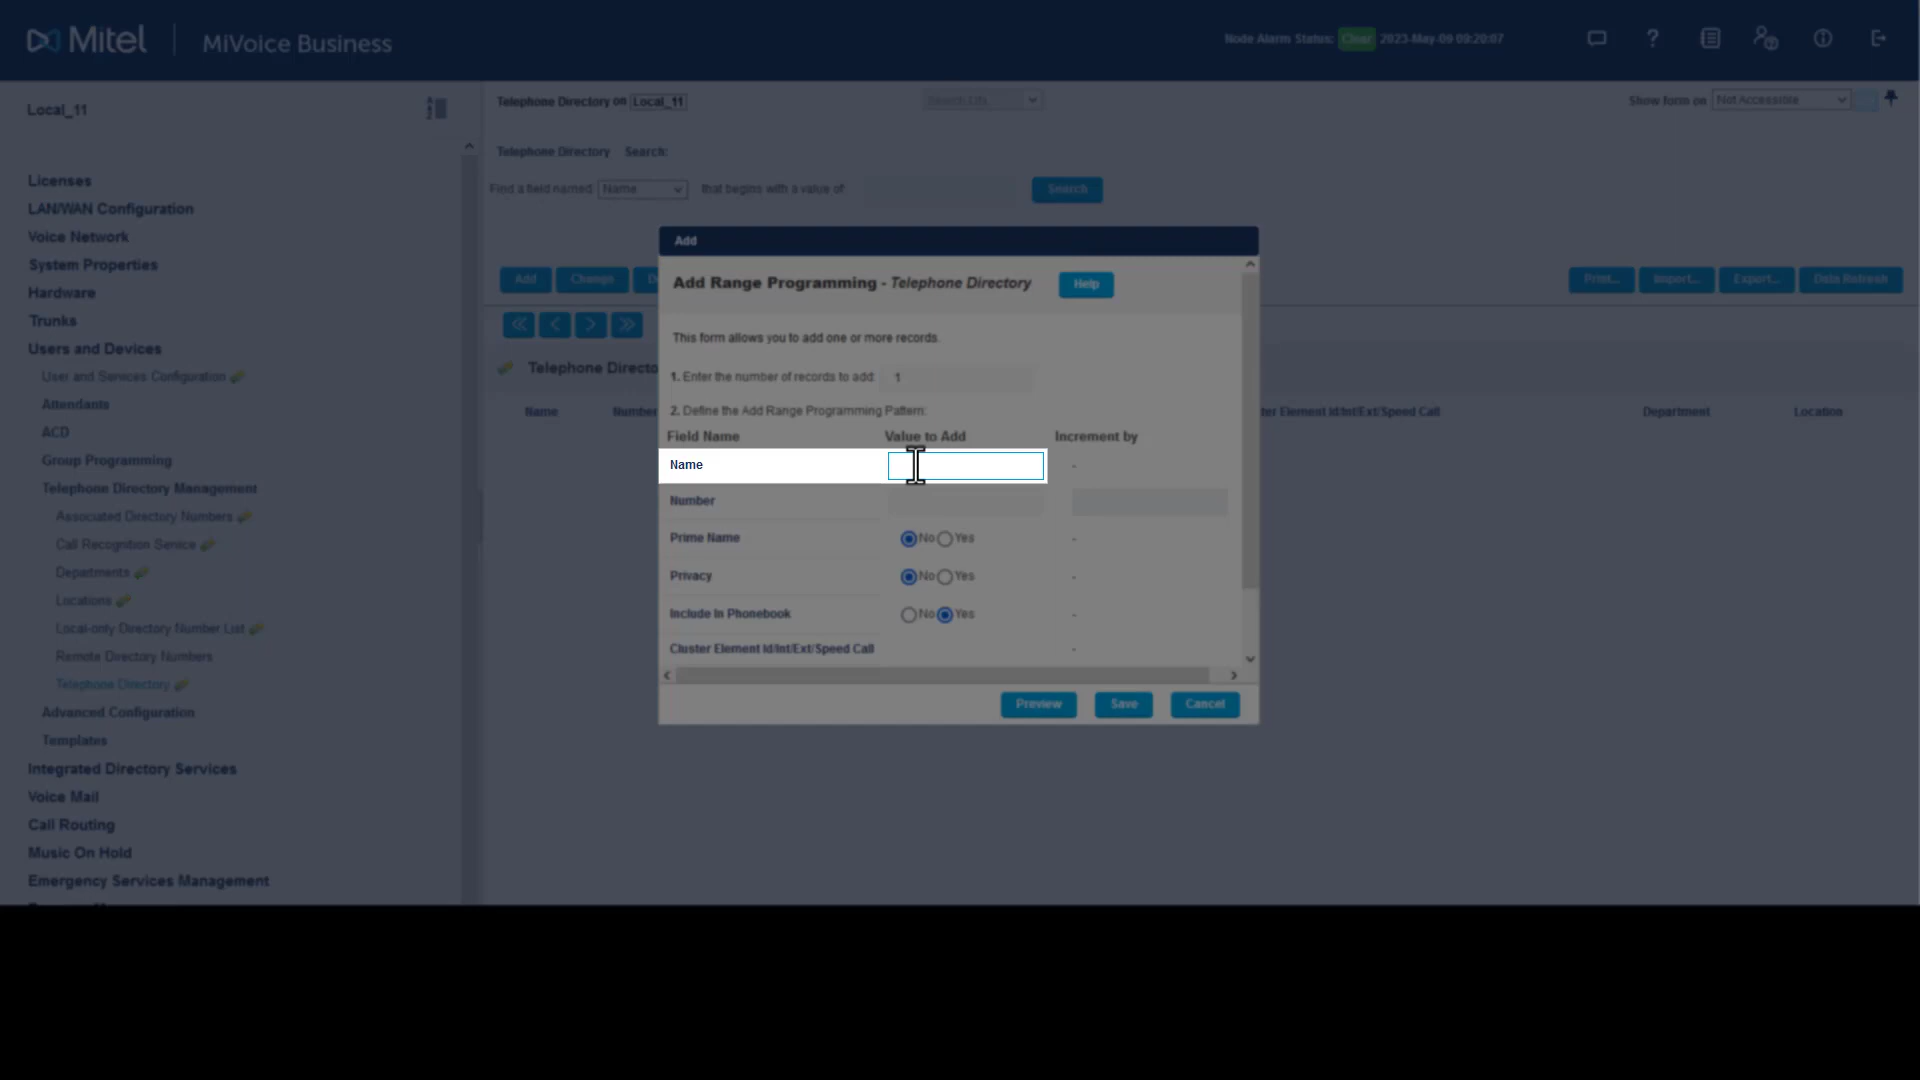 Mitel
MiVoice Business
Node Alarm Status: Clear 2023-May-09 09:20:07
Local_11
Telephone Directory on Local_11
Show form on Not Accessible
Telephone Directory Search:
Find a field named Name that begins with a value of Search
Add Change
Print... Import... Export... Data Refresh
Telephone Directo
Name Number
ter Element Id/Int/Ext/Speed Call Department Location
Licenses
LAN/WAN Configuration
Voice Network
System Properties
Hardware
Trunks
Users and Devices
User and Services Configuration
Attendants
ACD
Group Programming
Telephone Directory Management
Associated Directory Numbers
Call Recognition Service
Departments
Locations
Local-only Directory Number List
Remote Directory Numbers
Telephone Directory
Advanced Configuration
Templates
Integrated Directory Services
Voice Mail
Call Routing
Music On Hold
Emergency Services Management
Add
Add Range Programming - Telephone Directory Help
This form allows you to add one or more records.
1. Enter the number of records to add: 1
2. Define the Add Range Programming Pattern:
Field Name Value to Add Increment by
Name -
Number
Prime Name No Yes -
Privacy No Yes -
Include In Phonebook No Yes -
Cluster Element Id/Int/Ext/Speed Call -
Preview Save Cancel